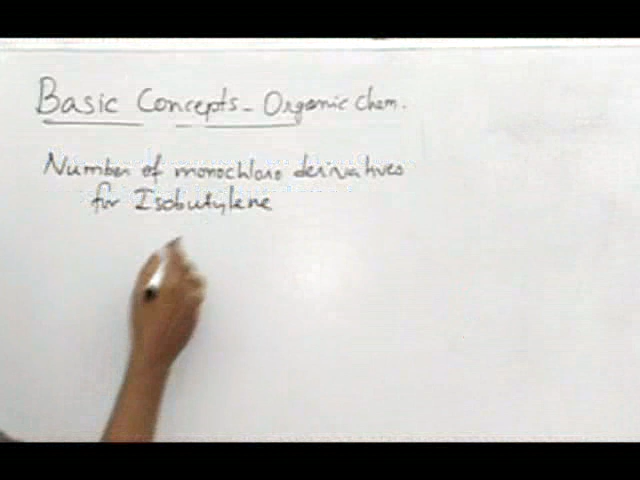 Basic Concepts - Organic Chem.
Number of monochloro derivatives
for Isobutylene